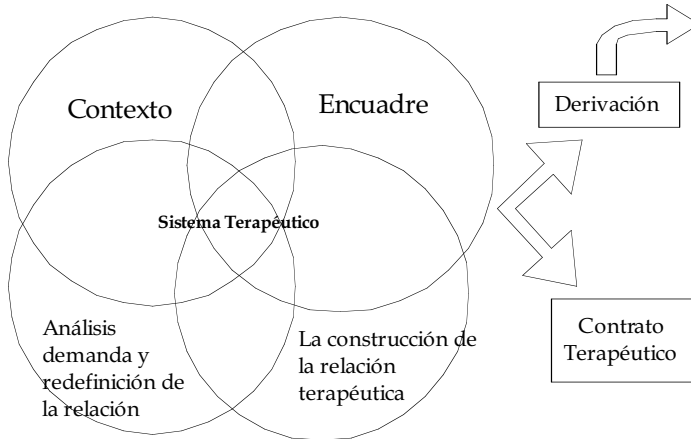 Contexto
Encuadre
Derivación
Sistema Terapéutico
Análisis
demanda y
redefinición de
la relación
La construcción de
la relación
terapéutica
Contrato
Terapéutico